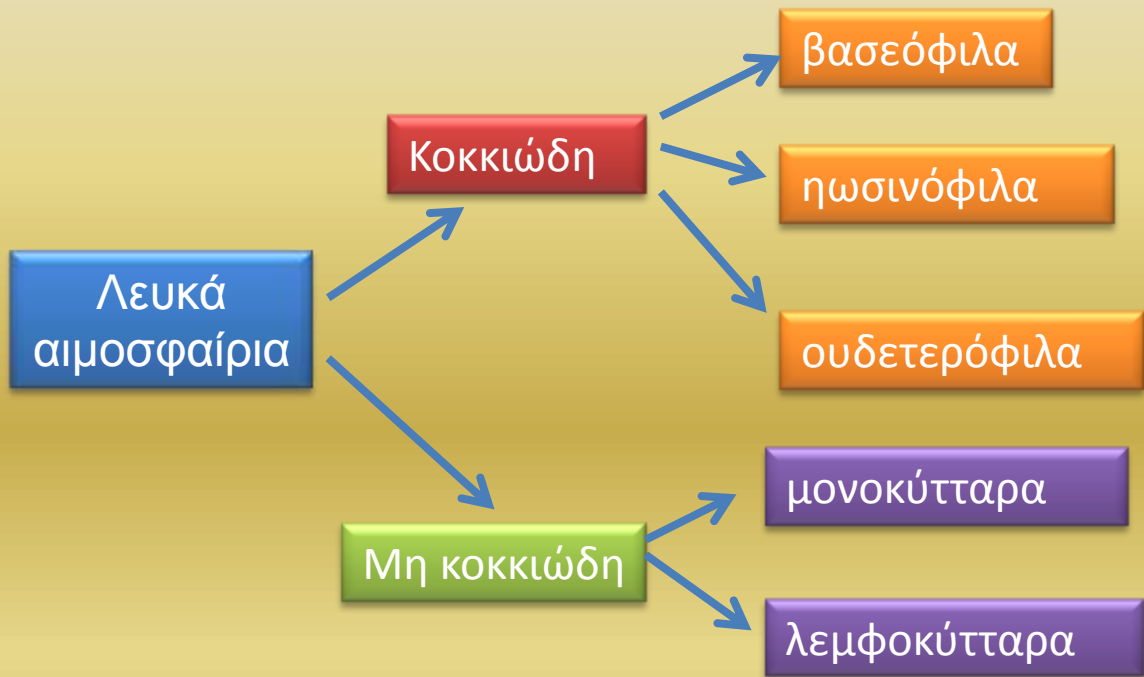 Λευκά
αιμοσφαίρια
Κοκκιώδη
βασεόφιλα
ηωσινόφιλα
ουδετερόφιλα
Μη κοκκιώδη
μονοκύτταρα
λεμφοκύτταρα